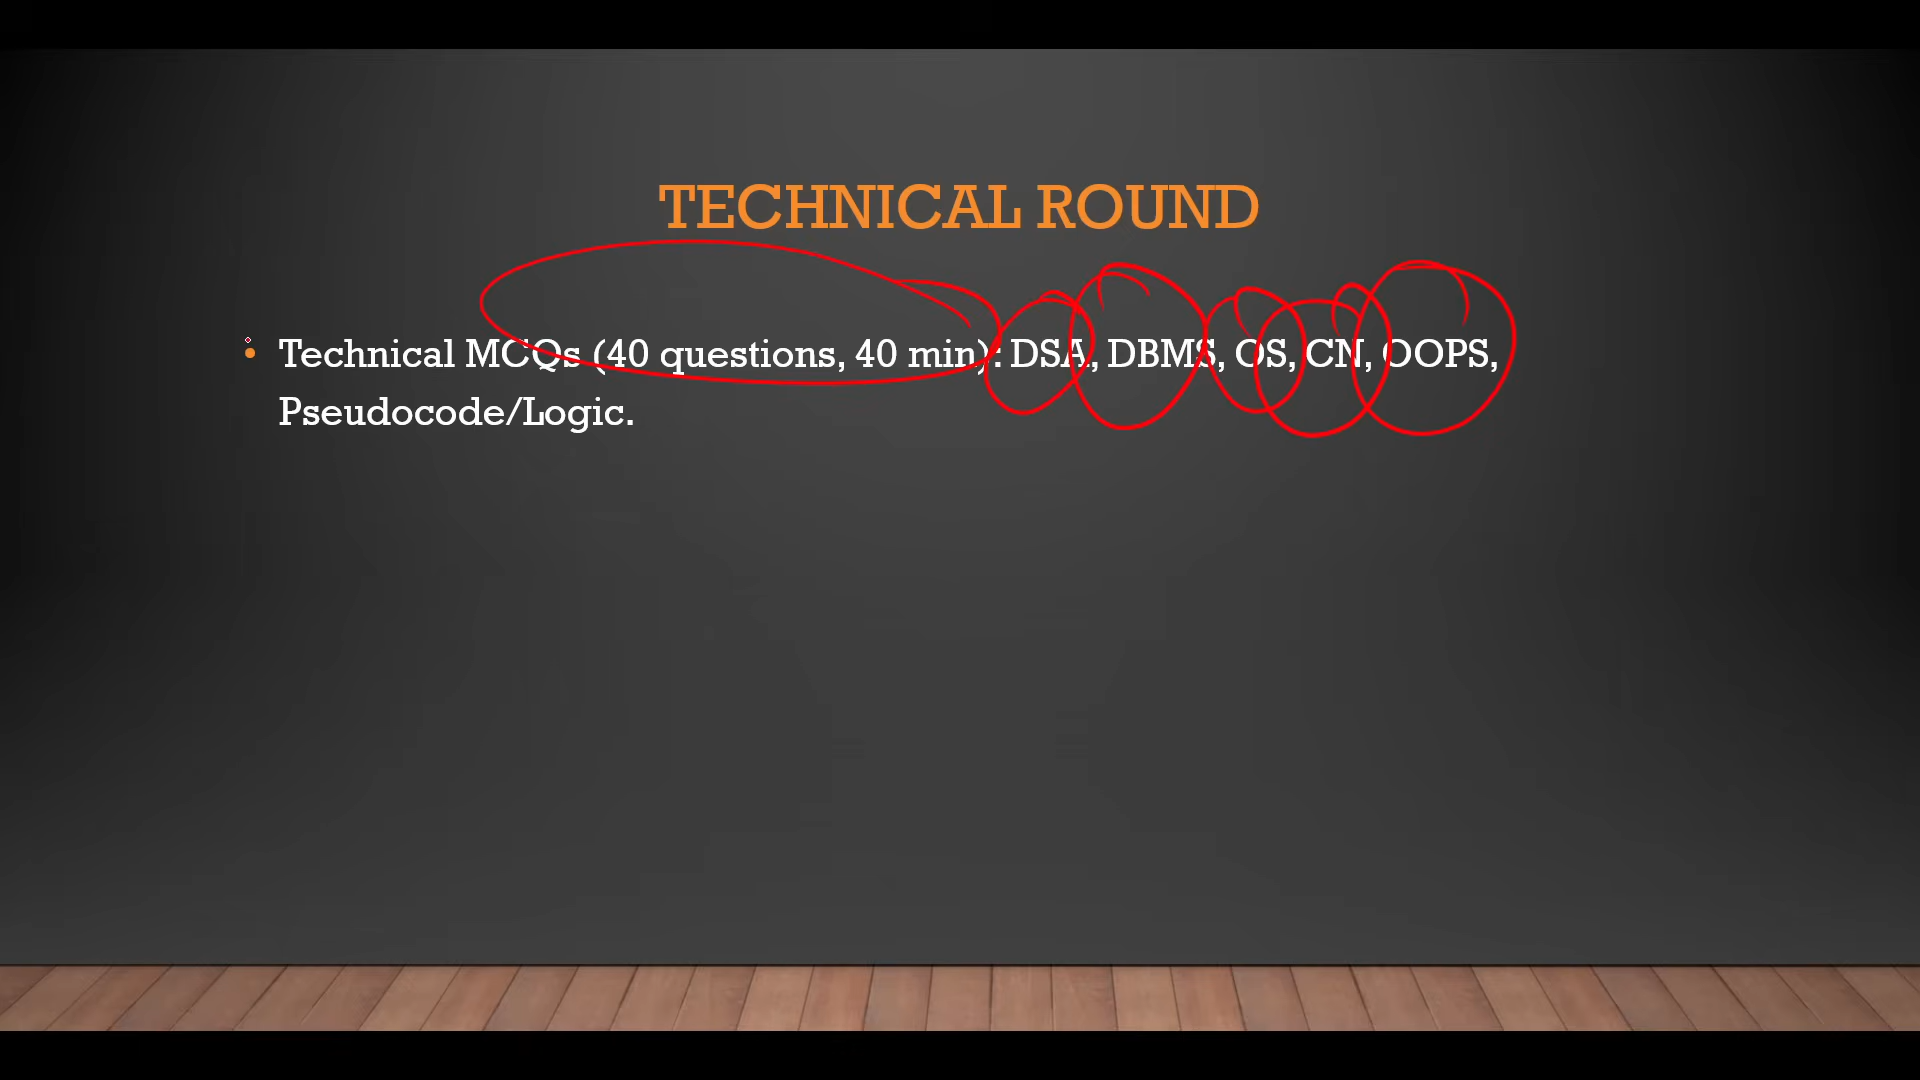 TECHNICAL ROUND
Technical MCQs (40 questions, 40 min): DSA, DBMS, OS, CN, OOPS,
Pseudocode/Logic.